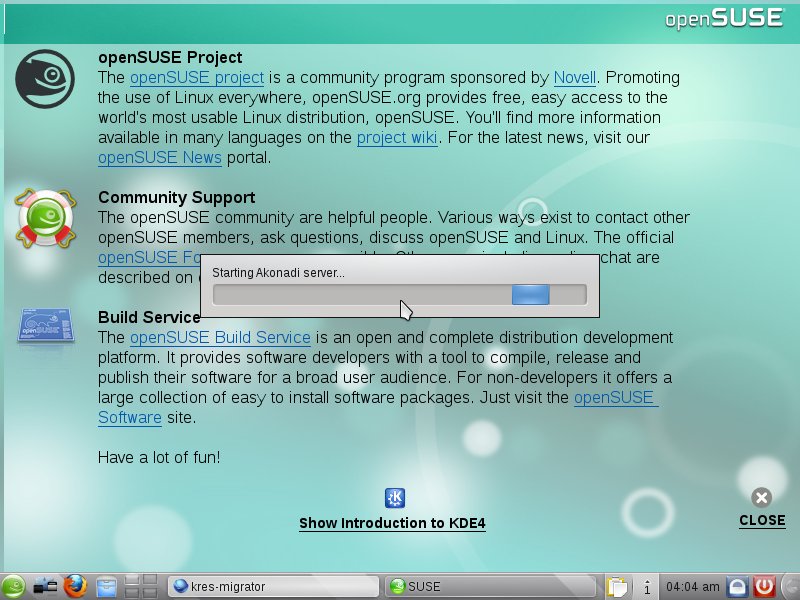 openSUSE
openSUSE Project
The openSUSE project is a community program sponsored by Novell. Promoting
the use of Linux everywhere, openSUSE.org provides free, easy access to the
world's most usable Linux distribution, openSUSE. You'll find more information
available in many languages on the project wiki. For the latest news, visit our
openSUSE News portal.
Community Support
The openSUSE community are helpful people. Various ways exist to contact other
openSUSE members, ask questions, discuss openSUSE and Linux. The official
openSUSE Fo chat are
described on
Starting Akonadi server...
Build Service
The openSUSE Build Service is an open and complete distribution development
platform. It provides software developers with a tool to compile, release and
publish their software for a broad user audience. For non-developers it offers a
large collection of easy to install software packages. Just visit the openSUSE
Software site.
Have a lot of fun!
Show Introduction to KDE4
CLOSE
kres-migrator
SUSE
1
04:04 am